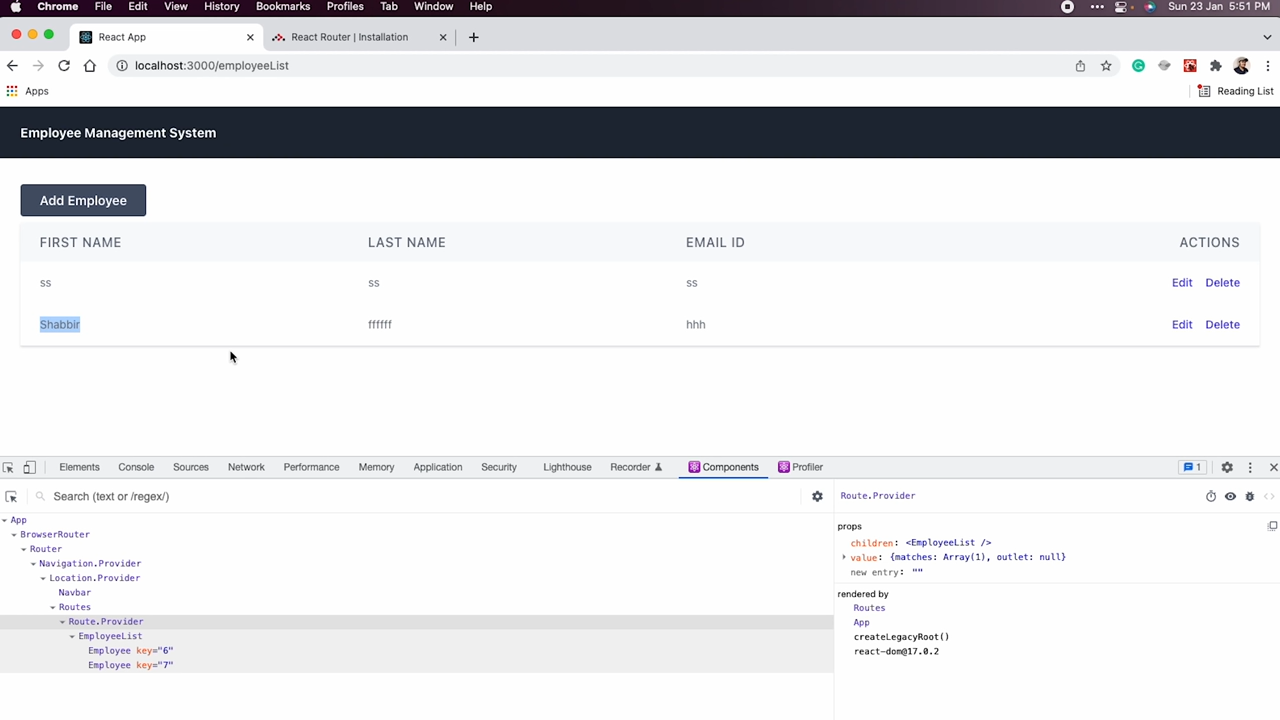 Chrome File Edit View History Bookmarks Profiles Tab Window Help Sun 23 Jan 5:51 PM
React App React Router | Installation
localhost:3000/employeeList
Apps Reading List
Employee Management System
Add Employee
FIRST NAME LAST NAME EMAIL ID ACTIONS
ss ss ss Edit Delete
Shabbir ffffff hhh Edit Delete
Elements Console Sources Network Performance Memory Application Security Lighthouse Recorder Components Profiler 1
Search (text or /regex/) Route.Provider
App
BrowserRouter
Router
Navigation.Provider
Location.Provider
Navbar
Routes
Route.Provider
EmployeeList
Employee key="6"
Employee key="7"
props
children: <EmployeeList />
value: {matches: Array(1), outlet: null}
new entry: ""
rendered by
Routes
App
createLegacyRoot()
react-dom@17.0.2